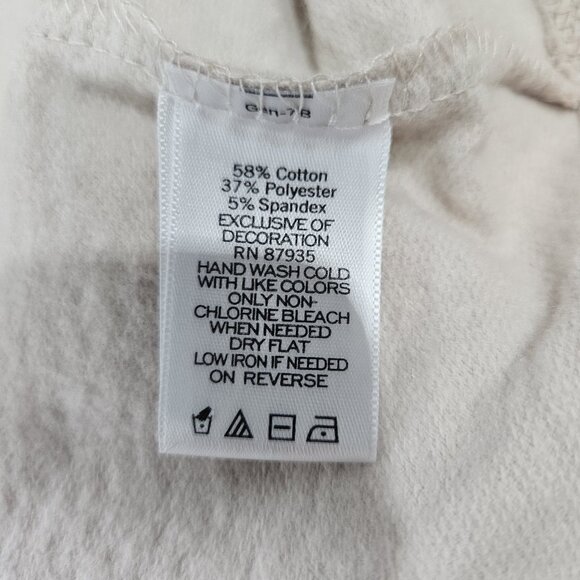 58% Cotton
37% Polyester
5% Spandex
EXCLUSIVE OF
DECORATION
RN 87935
HAND WASH COLD
WITH LIKE COLORS
ONLY NON-
CHLORINE BLEACH
WHEN NEEDED
DRY FLAT
LOW IRON IF NEEDED
ON REVERSE